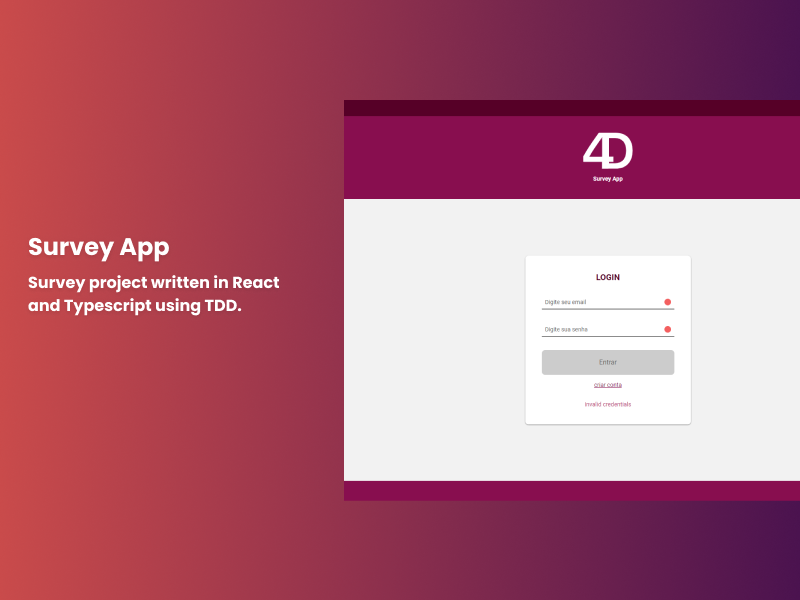 Survey App
Survey project written in React
and Typescript using TDD.
4D
Survey App
LOGIN
Digite seu email
Digite sua senha
Entrar
criar conta
invalid credentials